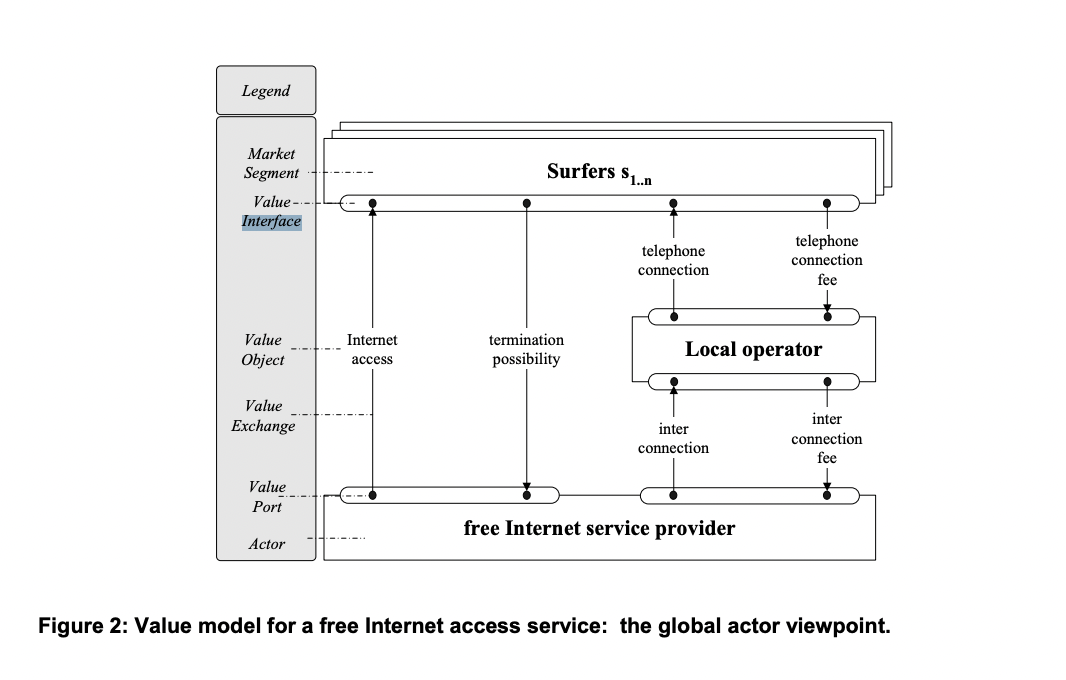 Legend
Market
Segment
Value
Interface
Value
Object
Value
Exchange
Value
Port
Actor
Surfers s1..n
telephone
connection
telephone
connection
fee
Internet
access
termination
possibility
Local operator
inter
connection
inter
connection
fee
free Internet service provider
Figure 2: Value model for a free Internet access service: the global actor viewpoint.